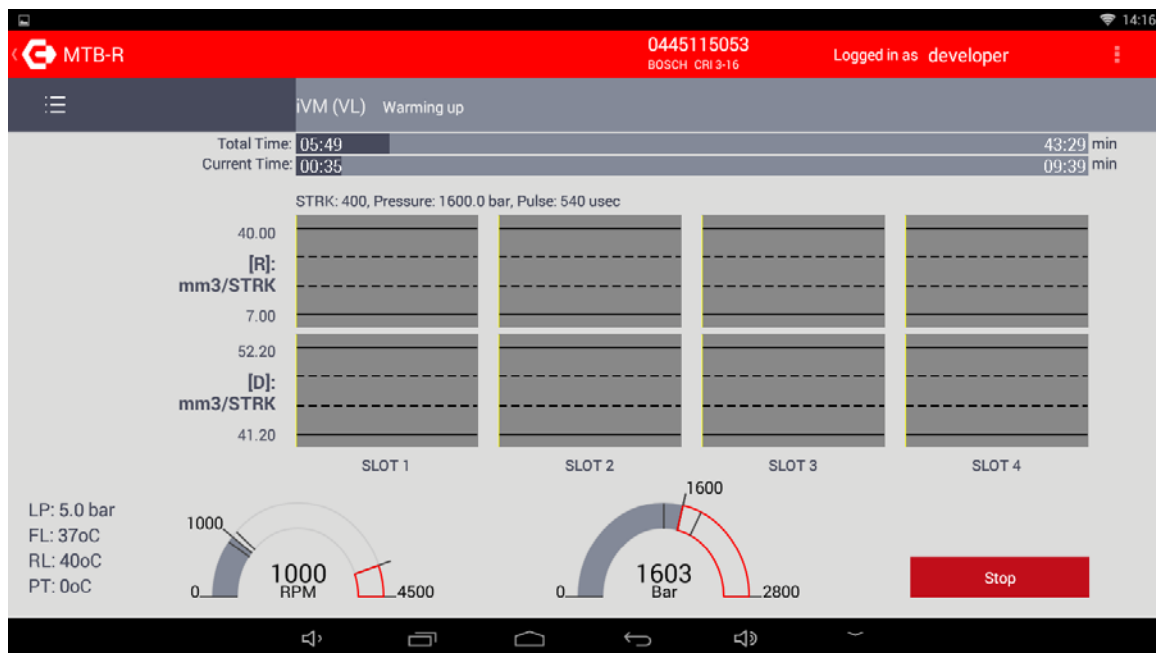 14:16
MTB-R
0445115053
BOSCH CRI 3-16
Logged in as developer
iVM (VL) Warming up
Total Time: 05:49 43:29 min
Current Time: 00:35 09:39 min
STRK: 400, Pressure: 1600.0 bar, Pulse: 540 usec
40.00
[R]:
mm3/STRK
7.00
52.20
[D]:
mm3/STRK
41.20
SLOT 1 SLOT 2 SLOT 3 SLOT 4
LP: 5.0 bar
FL: 37oC
RL: 40oC
PT: 0oC
1000
1000
RPM
0 4500
1600
1603
Bar
0 2800
Stop